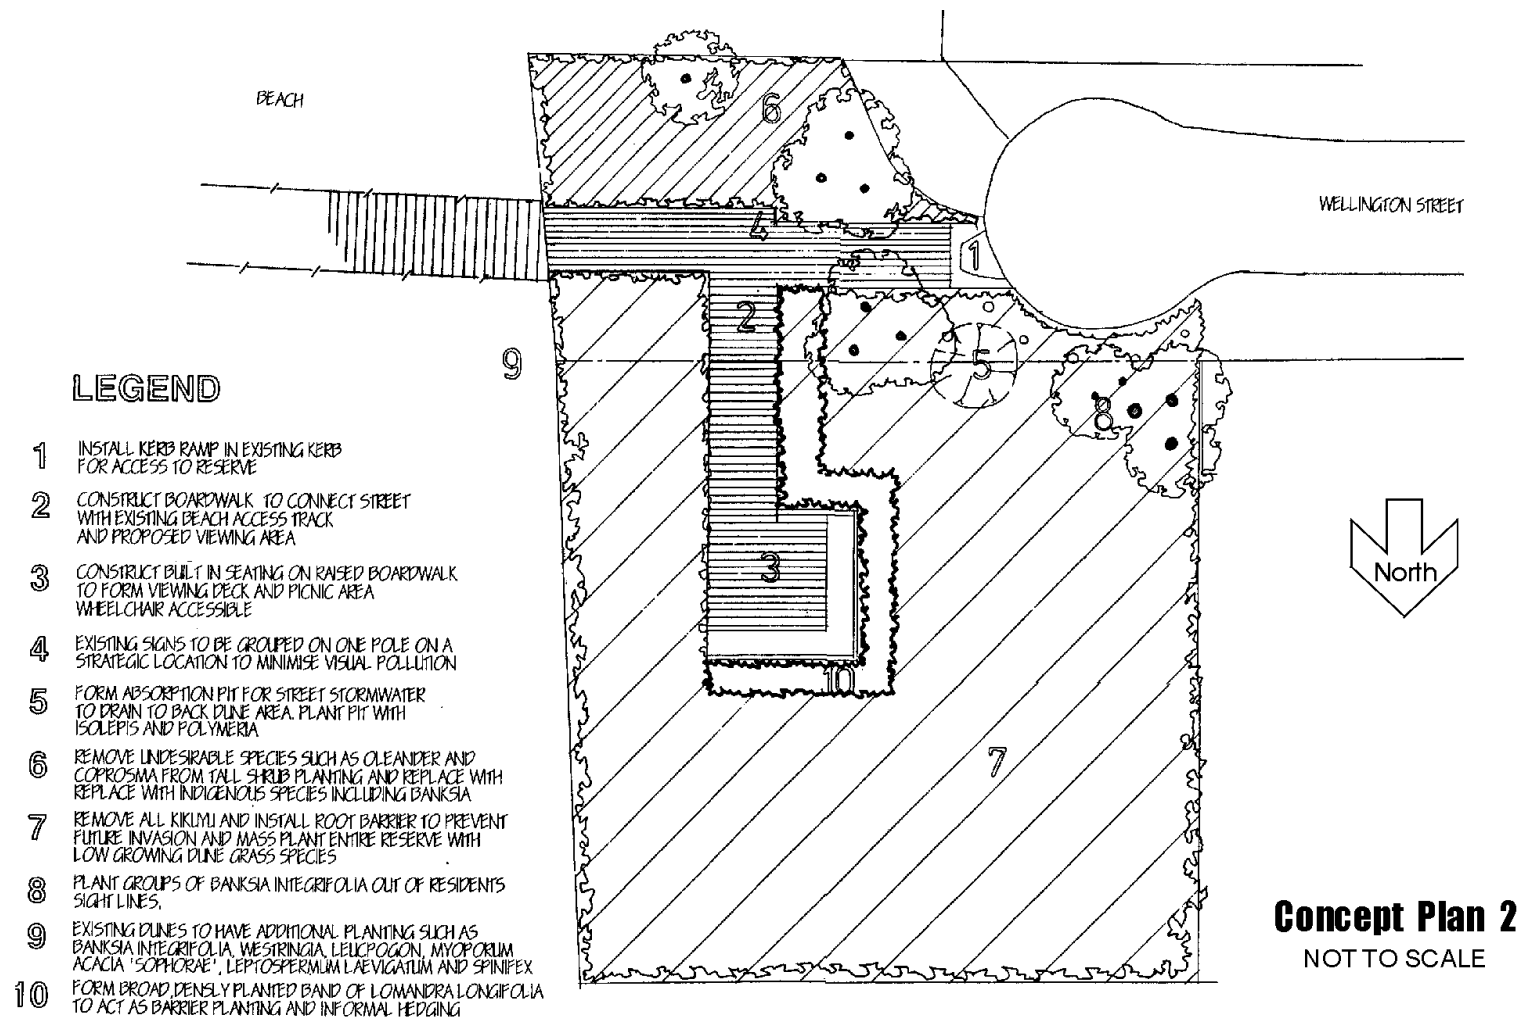 BEACH
6
WELLINGTON STREET
4
1
2
9
5
8
3
10
7
North
LEGEND
1 INSTALL KERB RAMP IN EXISTING KERB
FOR ACCESS TO RESERVE
2 CONSTRUCT BOARDWALK TO CONNECT STREET
WITH EXISTING BEACH ACCESS TRACK
AND PROPOSED VIEWING AREA
3 CONSTRUCT BUILT IN SEATING ON RAISED BOARDWALK
TO FORM VIEWING DECK AND PICNIC AREA
WHEELCHAIR ACCESSIBLE
4 EXISTING SIGNS TO BE GROUPED ON ONE POLE ON A
STRATEGIC LOCATION TO MINIMISE VISUAL POLLUTION
5 FORM ABSORPTION PIT FOR STREET STORMWATER
TO DRAIN TO BACK DUNE AREA. PLANT PIT WITH
ISOLEPIS AND POLYMERIA
6 REMOVE UNDESIRABLE SPECIES SUCH AS OLEANDER AND
COPROSMA FROM TALL SHRUB PLANTING AND REPLACE WITH
REPLACE WITH INDIGENOUS SPECIES INCLUDING BANKSIA
7 REMOVE ALL KIKUYU AND INSTALL ROOT BARRIER TO PREVENT
FUTURE INVASION AND MASS PLANT ENTIRE RESERVE WITH
LOW GROWING DUNE GRASS SPECIES
8 PLANT GROUPS OF BANKSIA INTEGRIFOLIA OUT OF RESIDENTS
SIGHT LINES,
9 EXISTING DUNES TO HAVE ADDITIONAL PLANTING SUCH AS
BANKSIA INTEGRIFOLIA, WESTRINGIA, LEUCPOGON, MYOPORUM
ACACIA 'SOPHORAE', LEPTOSPERMUM LAEVIGATUM AND SPINIFEX
10 FORM BROAD, DENSLY PLANTED BAND OF LOMANDRA LONGIFOLIA
TO ACT AS BARRIER PLANTING AND INFORMAL HEDGING
Concept Plan 2
NOT TO SCALE